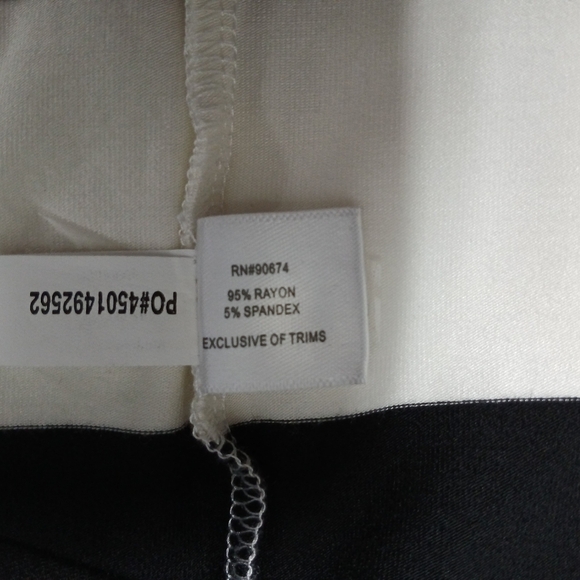 RN#90674
95% RAYON
5% SPANDEX
EXCLUSIVE OF TRIMS
PO#4501492562